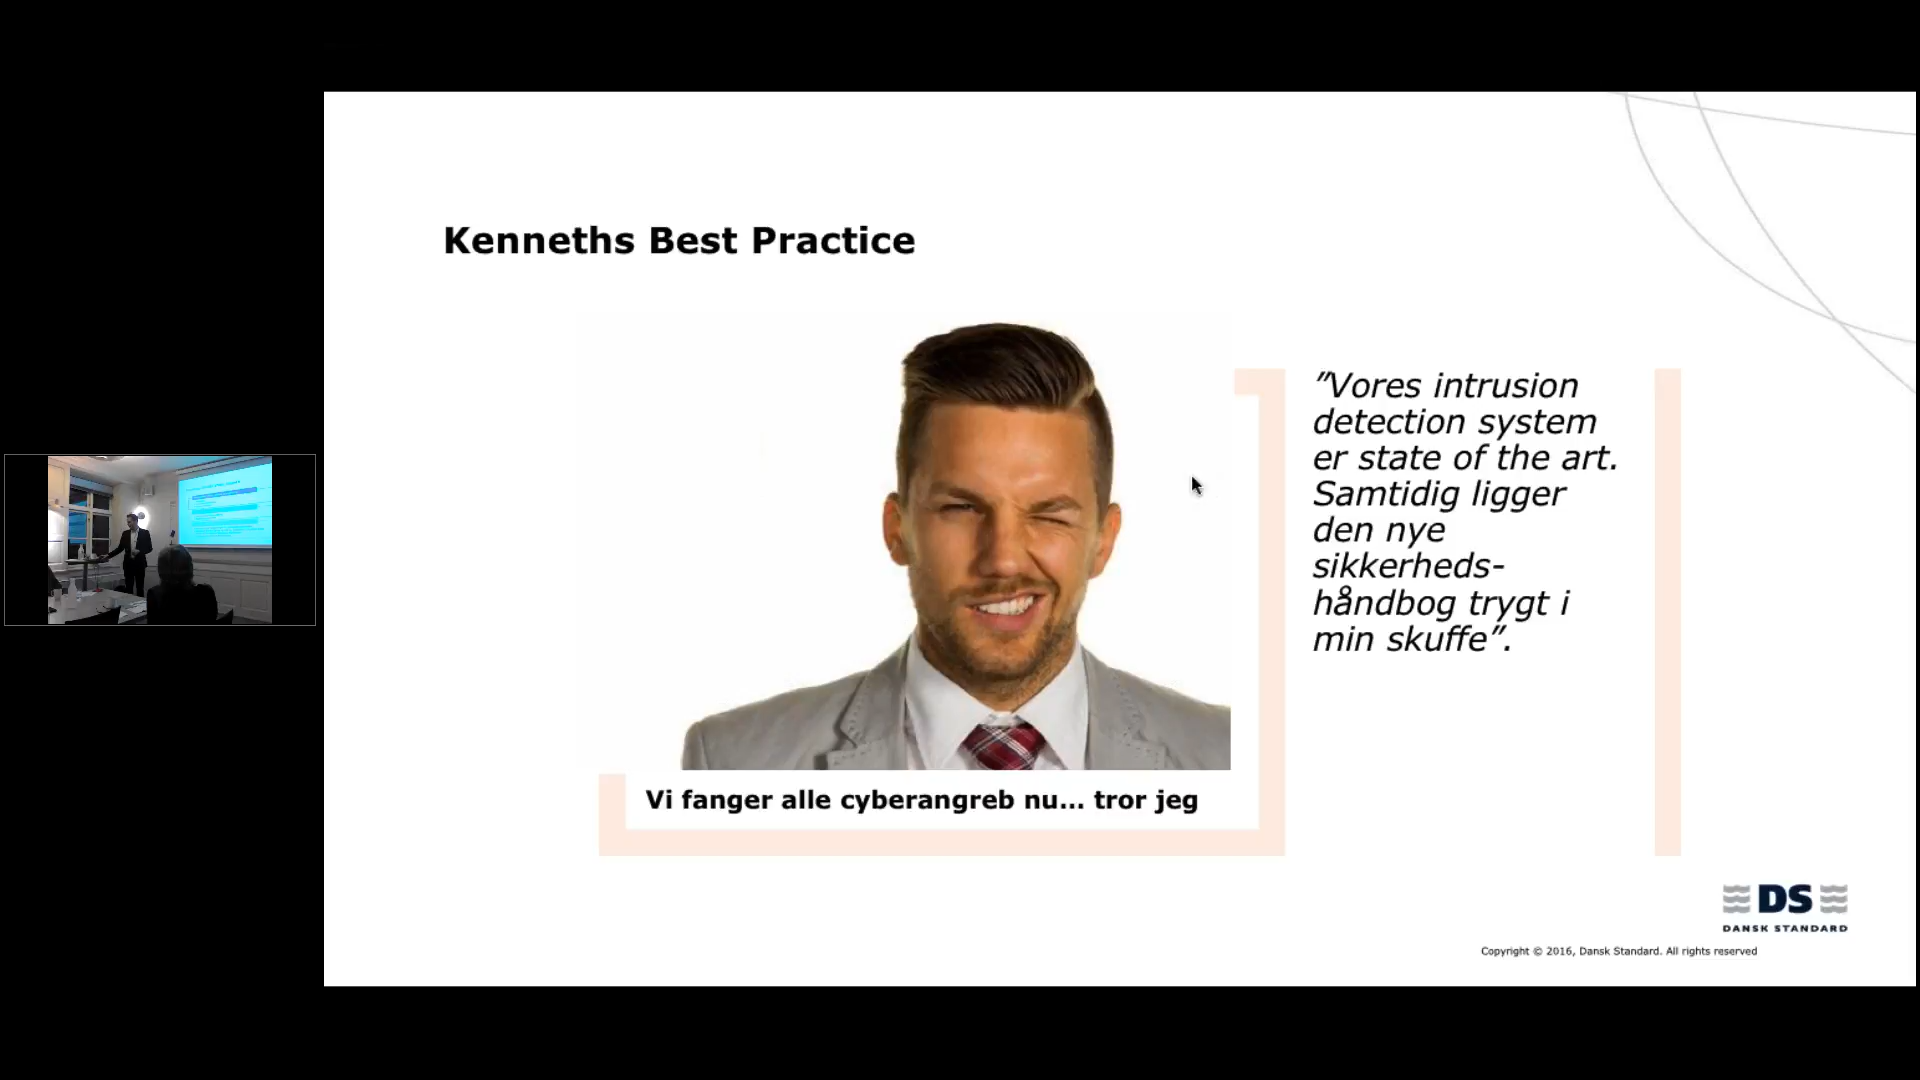 Kenneths Best Practice
”Vores intrusion
detection system
er state of the art.
Samtidig ligger
den nye
sikkerheds-
håndbog trygt i
min skuffe”.
Vi fanger alle cyberangreb nu... tror jeg
DS
DANSK STANDARD
Copyright © 2016, Dansk Standard. All rights reserved